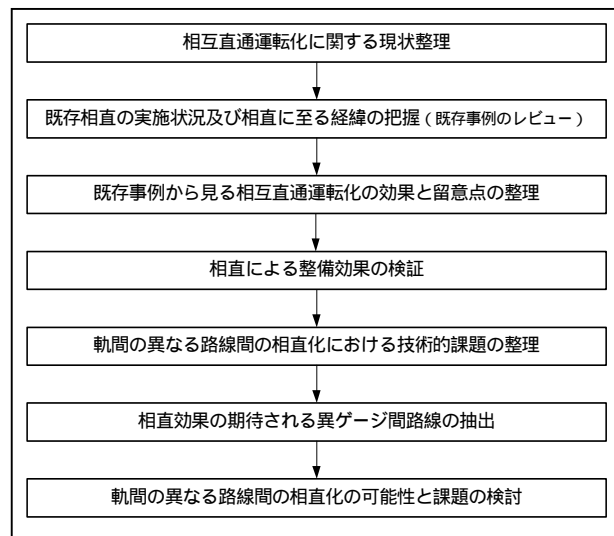 相互直通運転化に関する現状整理
既存相直の実施状況及び相直に至る経緯の把握(既存事例のレビュー)
既存事例から見る相互直通運転化の効果と留意点の整理
相直による整備効果の検証
軌間の異なる路線間の相直化における技術的課題の整理
相直効果の期待される異ゲージ間路線の抽出
軌間の異なる路線間の相直化の可能性と課題の検討